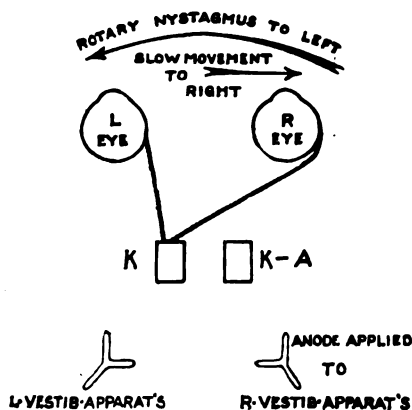 ROTARY NYSTAGMUS TO LEFT
SLOW MOVEMENT
TO
RIGHT
L
EYE
R
EYE
K
K-A
ANODE APPLIED
TO
L·VESTIB·APPARAT'S
R·VESTIB·APPARAT'S